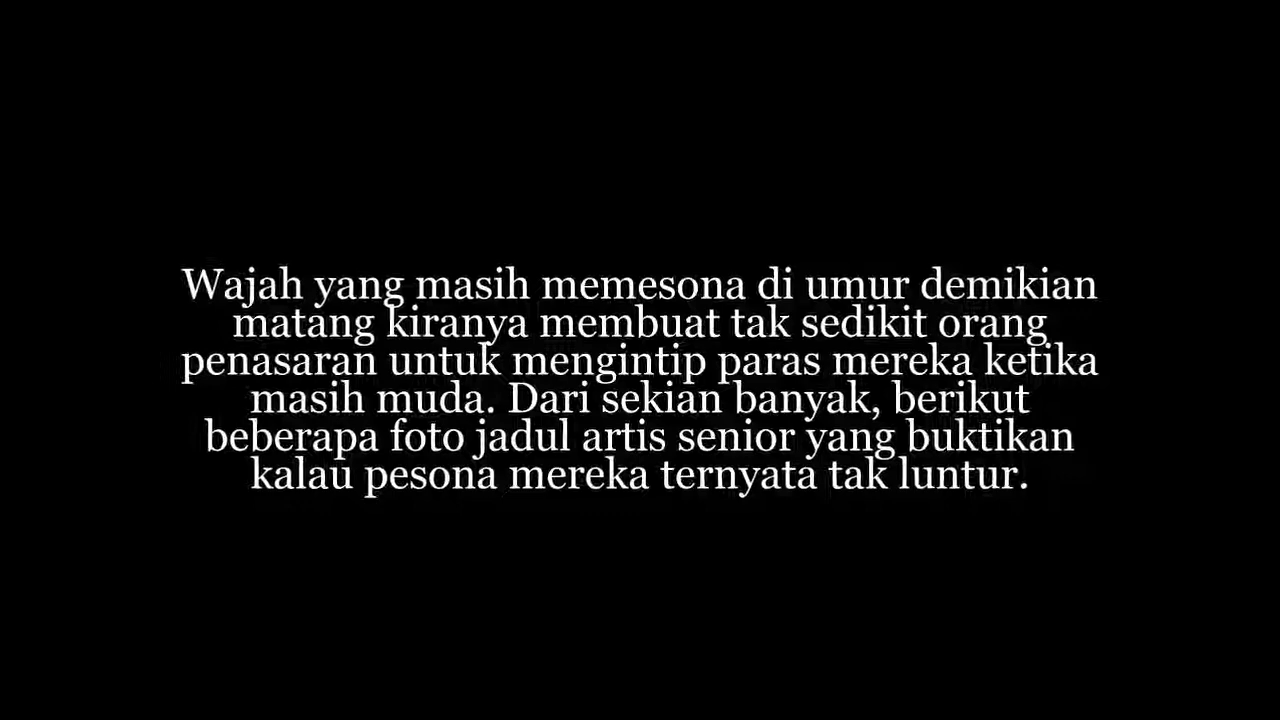 Wajah yang masih memesona di umur demikian
matang kiranya membuat tak sedikit orang
penasaran untuk mengintip paras mereka ketika
masih muda. Dari sekian banyak, berikut
beberapa foto jadul artis senior yang buktikan
kalau pesona mereka ternyata tak luntur.